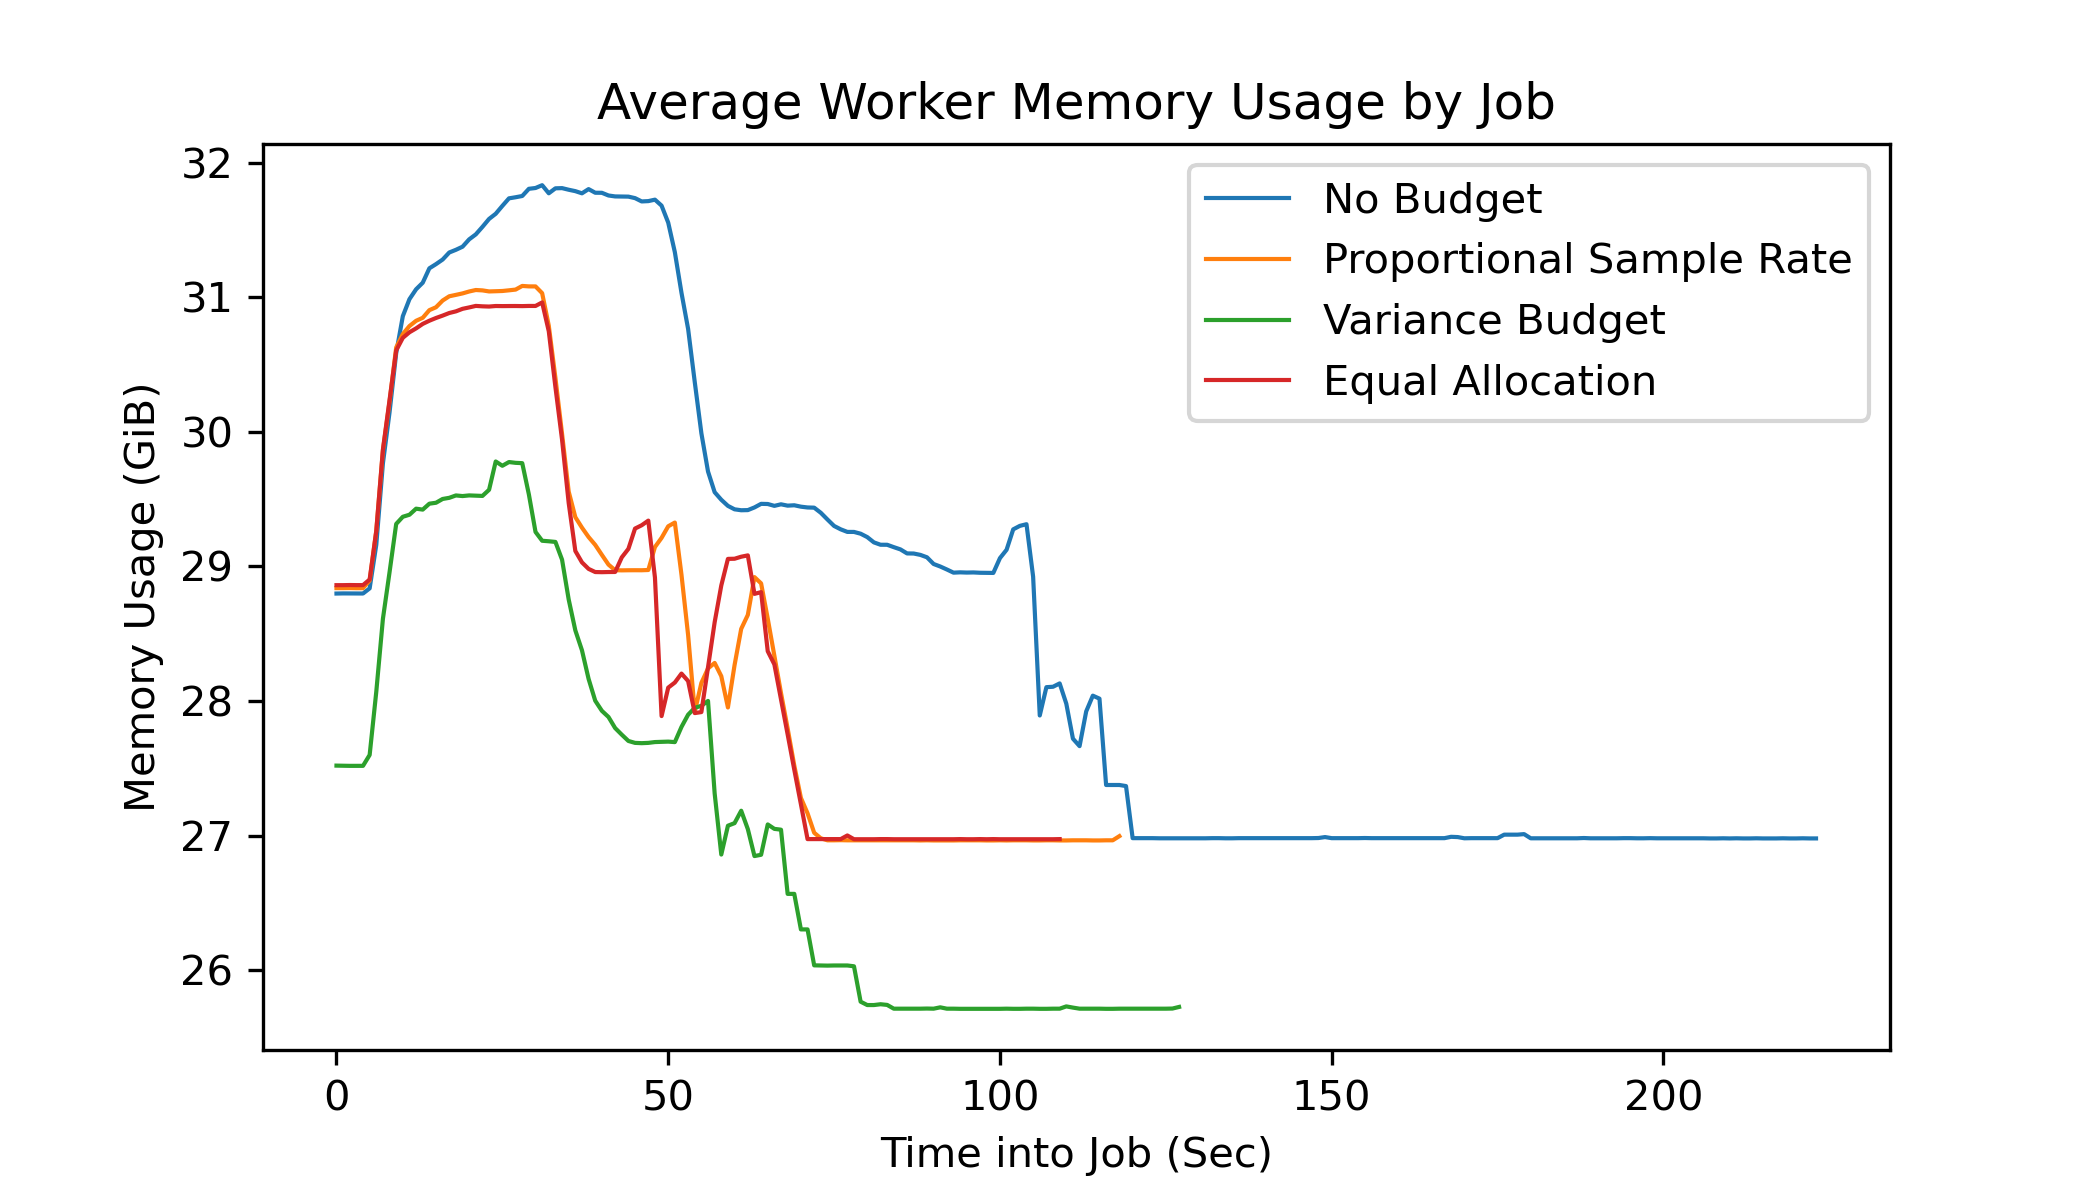 Average Worker Memory Usage by Job
32
31
30
29
28
27
26
Memory Usage (GiB)
No Budget
Proportional Sample Rate
Variance Budget
Equal Allocation
0 50 100 150 200
Time into Job (Sec)